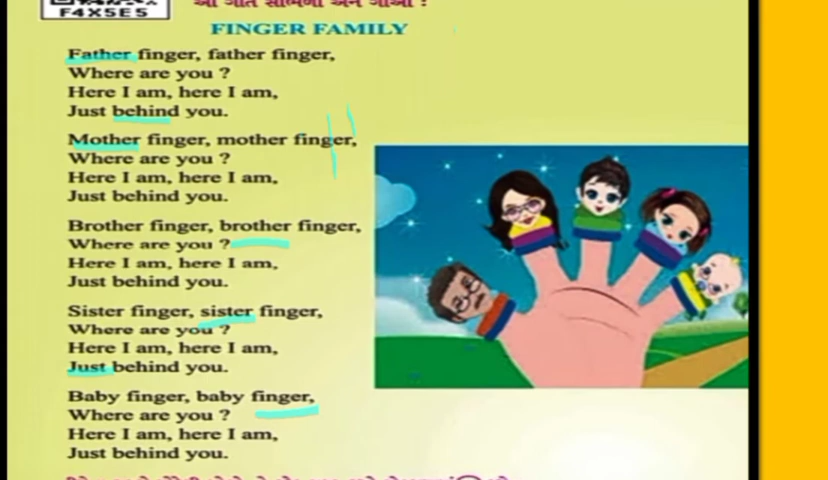 F4X5E5
FINGER FAMILY
Father finger, father finger,
Where are you ?
Here I am, here I am,
Just behind you.
Mother finger, mother finger,
Where are you ?
Here I am, here I am,
Just behind you.
Brother finger, brother finger,
Where are you ?
Here I am, here I am,
Just behind you.
Sister finger, sister finger,
Where are you ?
Here I am, here I am,
Just behind you.
Baby finger, baby finger,
Where are you ?
Here I am, here I am,
Just behind you.